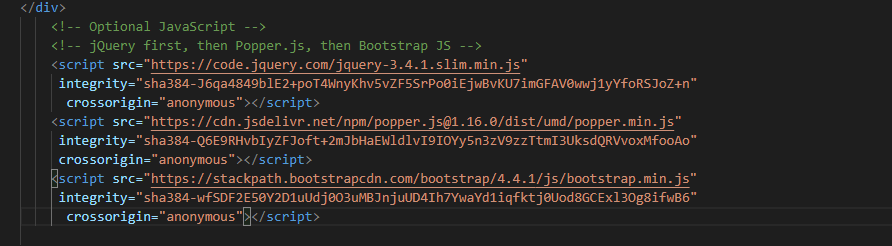 </div>
<!-- Optional JavaScript -->
<!-- jQuery first, then Popper.js, then Bootstrap JS -->
<script src="https://code.jquery.com/jquery-3.4.1.slim.min.js"
integrity="sha384-J6qa4849blE2+poT4WnyKhv5vZF5SrPo0iEjwBvKU7imGFAV0wwj1yYfoRSJoZ+n"
crossorigin="anonymous"></script>
<script src="https://cdn.jsdelivr.net/npm/popper.js@1.16.0/dist/umd/popper.min.js"
integrity="sha384-Q6E9RHvbIyZFJoft+2mJbHaEWldlvI9IOYy5n3zV9zzTtmI3UksdQRVvoxMfooAo"
crossorigin="anonymous"></script>
<script src="https://stackpath.bootstrapcdn.com/bootstrap/4.4.1/js/bootstrap.min.js"
integrity="sha384-wfSDF2E50Y2D1uUdj0O3uMBJnjuUD4Ih7YwaYd1iqfktj0Uod8GCExl3Og8ifwB6"
crossorigin="anonymous"></script>